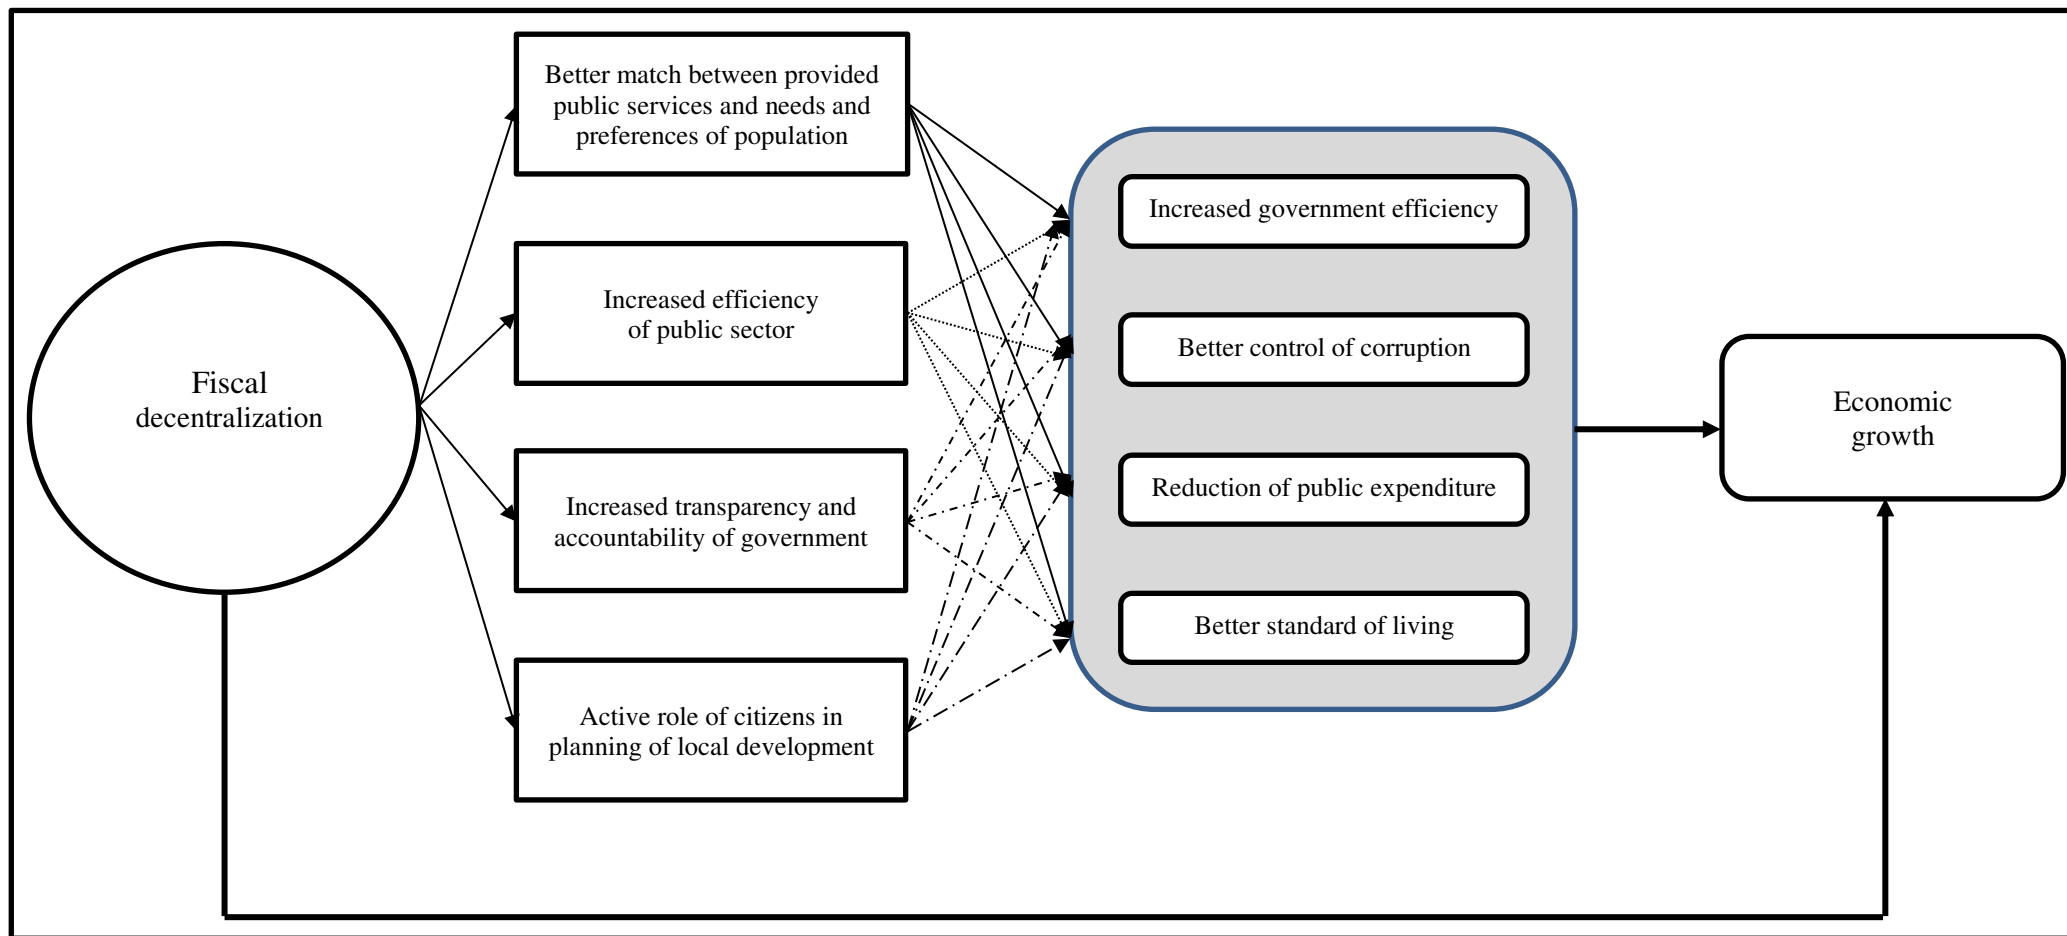 Fiscal
decentralization
Better match between provided
public services and needs and
preferences of population
Increased efficiency
of public sector
Increased transparency and
accountability of government
Active role of citizens in
planning of local development
Increased government efficiency
Better control of corruption
Reduction of public expenditure
Better standard of living
Economic
growth